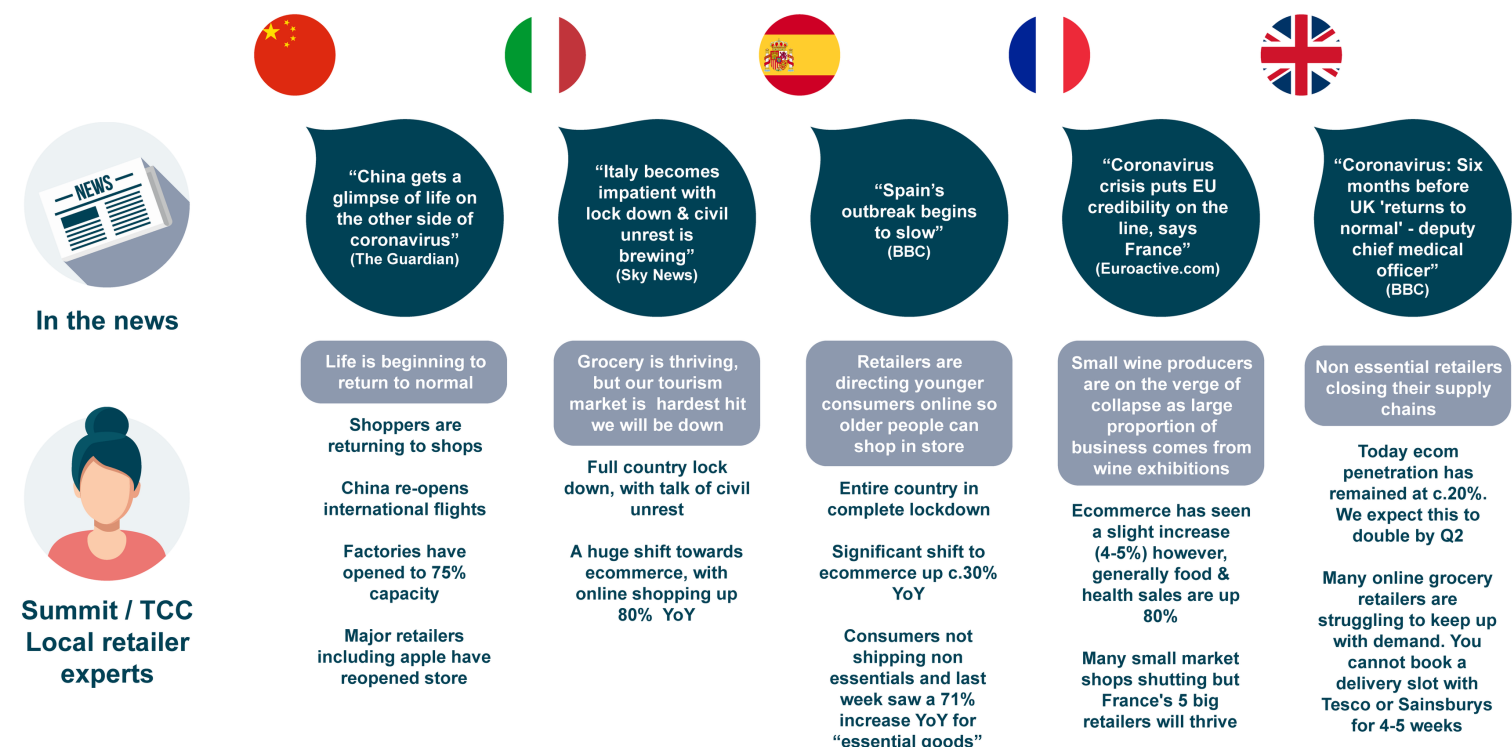 NEWS
In the news
“China gets a
glimpse of life on
the other side of
coronavirus”
(The Guardian)
“Italy becomes
impatient with
lock down & civil
unrest is
brewing”
(Sky News)
“Spain’s
outbreak begins
to slow”
(BBC)
“Coronavirus
crisis puts EU
credibility on the
line, says
France”
(Euroactive.com)
“Coronavirus: Six
months before
UK 'returns to
normal' - deputy
chief medical
officer”
(BBC)
Summit / TCC
Local retailer
experts
Life is beginning to
return to normal
Shoppers are
returning to shops
China re-opens
international flights
Factories have
opened to 75%
capacity
Major retailers
including apple have
reopened store
Grocery is thriving,
but our tourism
market is hardest hit
we will be down
Full country lock
down, with talk of civil
unrest
A huge shift towards
ecommerce, with
online shopping up
80% YoY
Retailers are
directing younger
consumers online so
older people can
shop in store
Entire country in
complete lockdown
Significant shift to
ecommerce up c.30%
YoY
Consumers not
shipping non
essentials and last
week saw a 71%
increase YoY for
“essential goods”
Small wine producers
are on the verge of
collapse as large
proportion of
business comes from
wine exhibitions
Ecommerce has seen
a slight increase
(4-5%) however,
generally food &
health sales are up
80%
Many small market
shops shutting but
France's 5 big
retailers will thrive
Non essential retailers
closing their supply
chains
Today ecom
penetration has
remained at c.20%.
We expect this to
double by Q2
Many online grocery
retailers are
struggling to keep up
with demand. You
cannot book a
delivery slot with
Tesco or Sainsburys
for 4-5 weeks